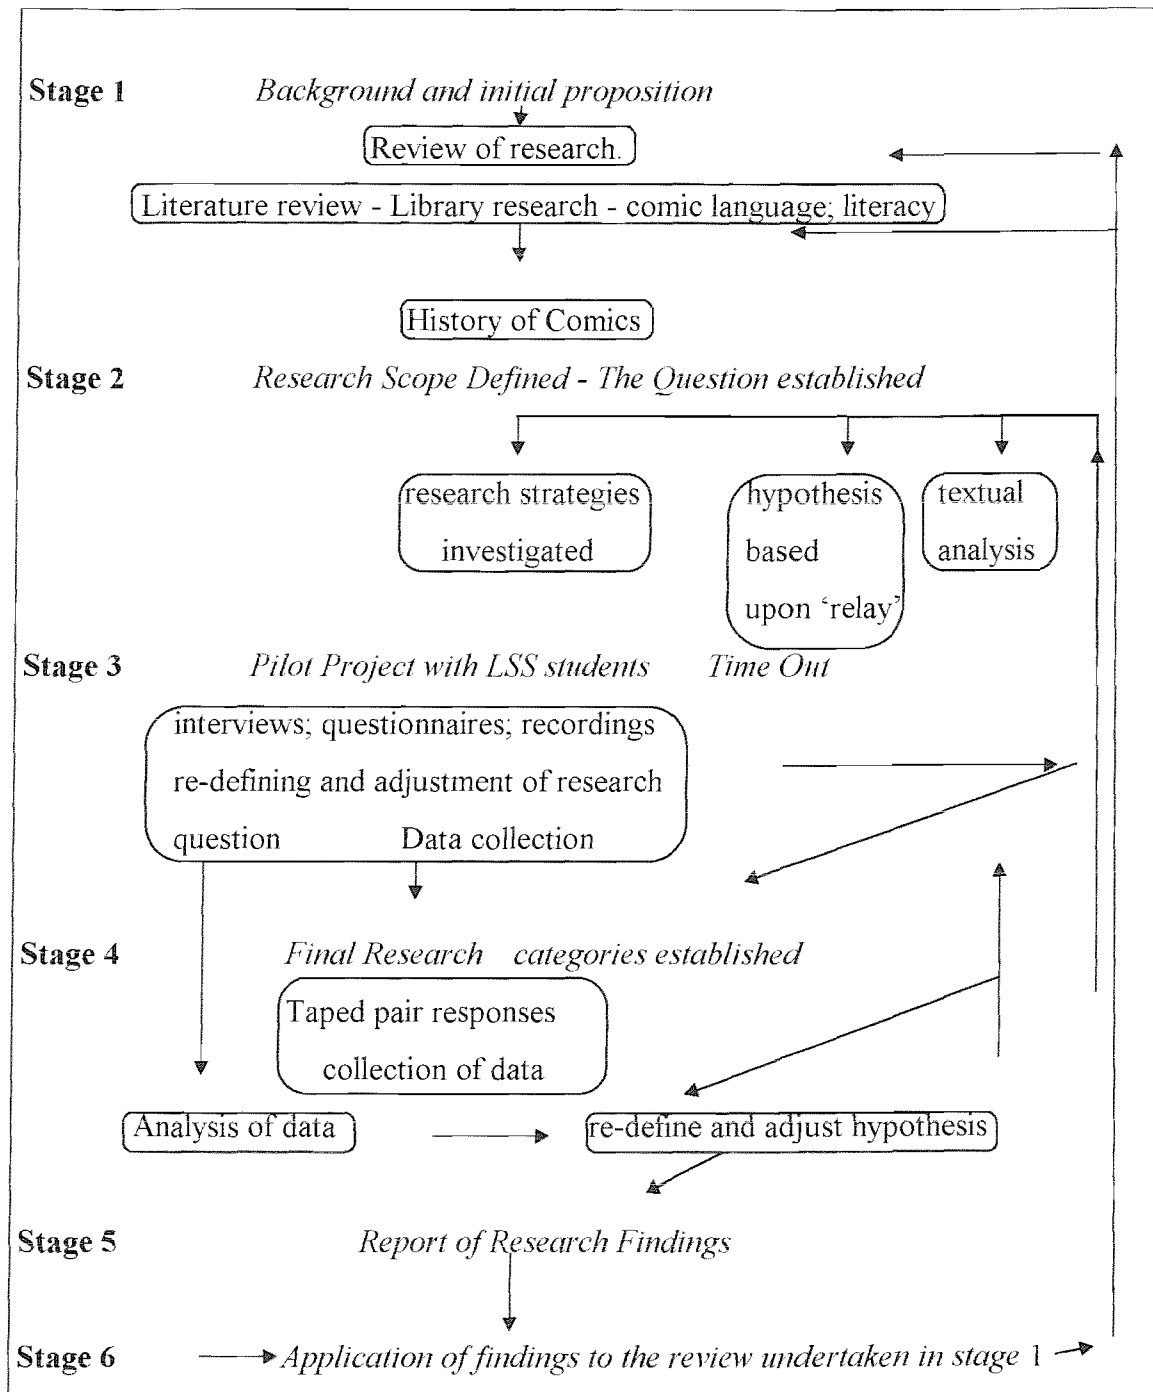 Stage 1 Background and initial proposition
Review of research.
Literature review - Library research - comic language; literacy
History of Comics
Stage 2 Research Scope Defined - The Question established
research strategies
investigated
hypothesis
based
upon ‘relay’
textual
analysis
Stage 3 Pilot Project with LSS students Time Out
interviews; questionnaires; recordings
re-defining and adjustment of research
question Data collection
Stage 4 Final Research categories established
Taped pair responses
collection of data
Analysis of data
re-define and adjust hypothesis
Stage 5 Report of Research Findings
Stage 6 Application of findings to the review undertaken in stage 1